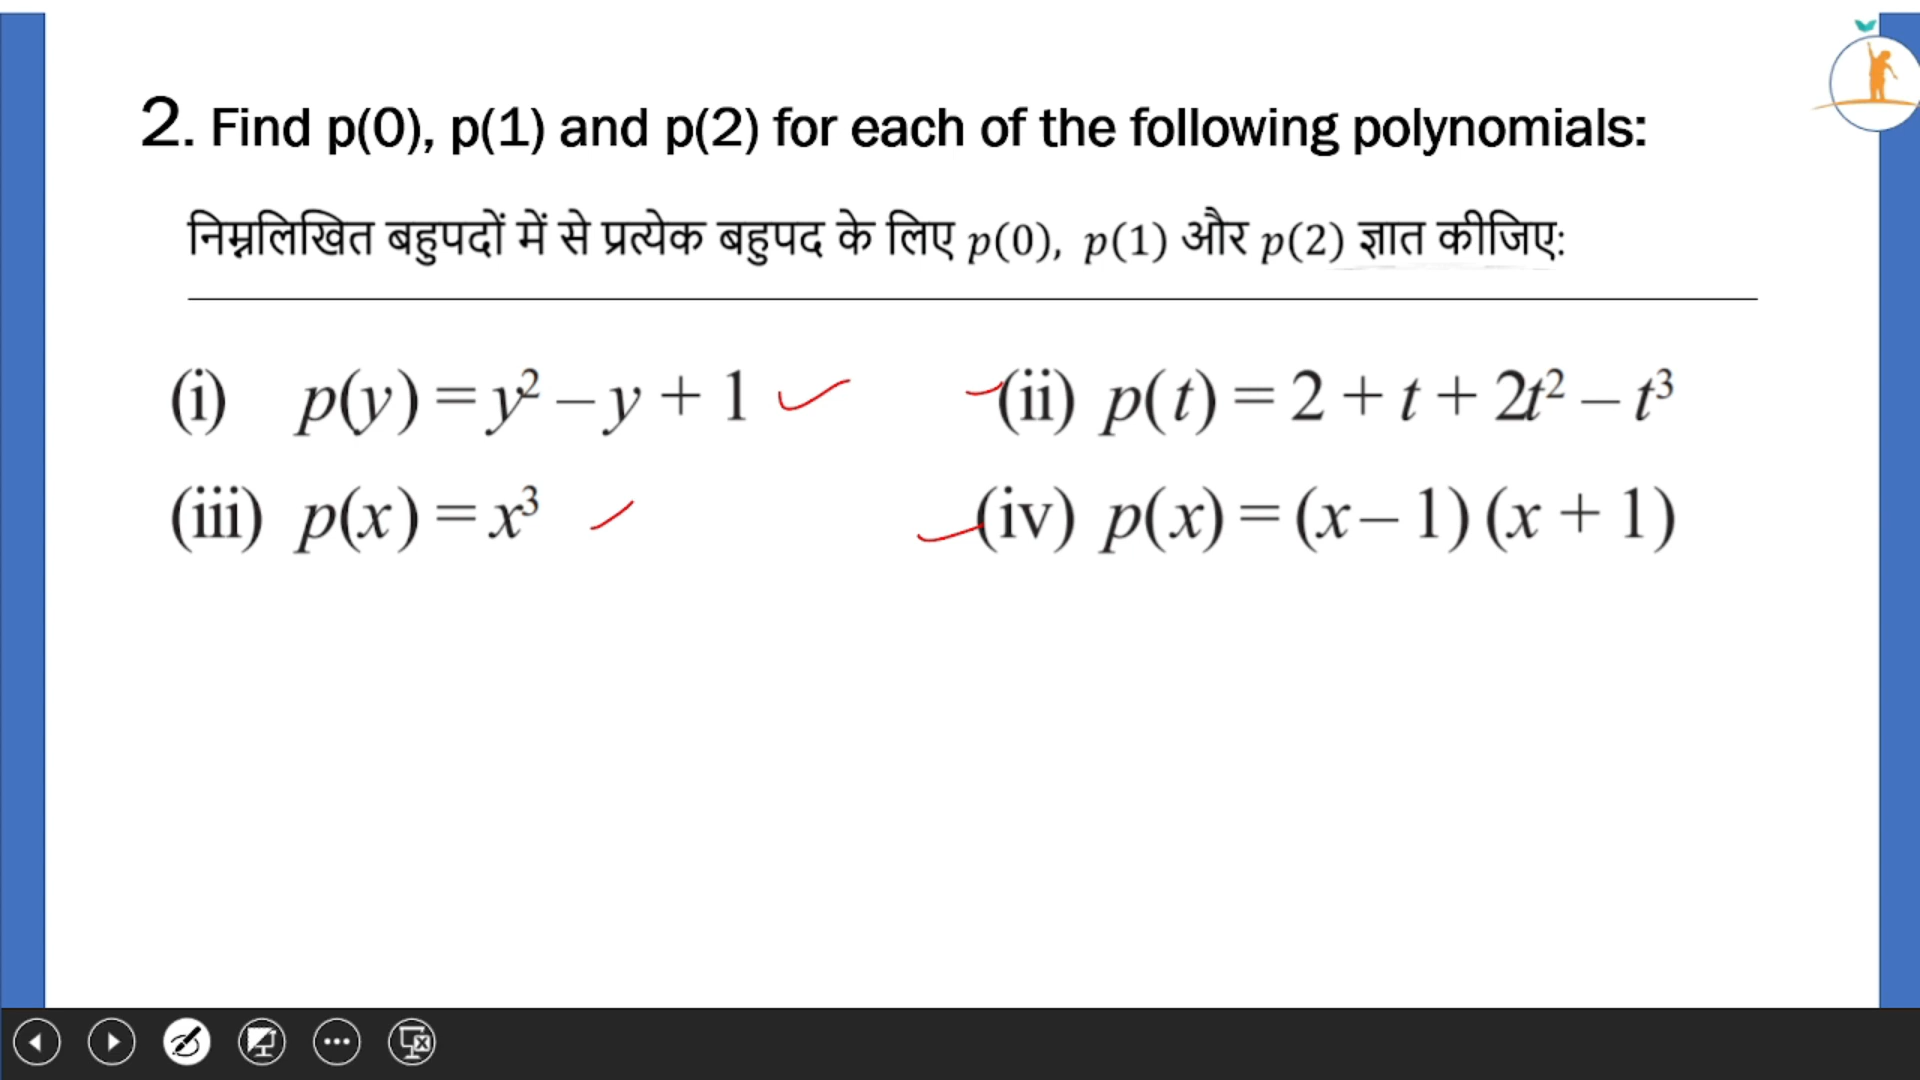 2. Find p(0), p(1) and p(2) for each of the following polynomials:
निम्नलिखित बहुपदों में से प्रत्येक बहुपद के लिए p(0), p(1) और p(2) ज्ञात कीजिए:
(i) p(y) = y² – y + 1 (ii) p(t) = 2 + t + 2t² – t³
(iii) p(x) = x³ (iv) p(x) = (x – 1) (x + 1)